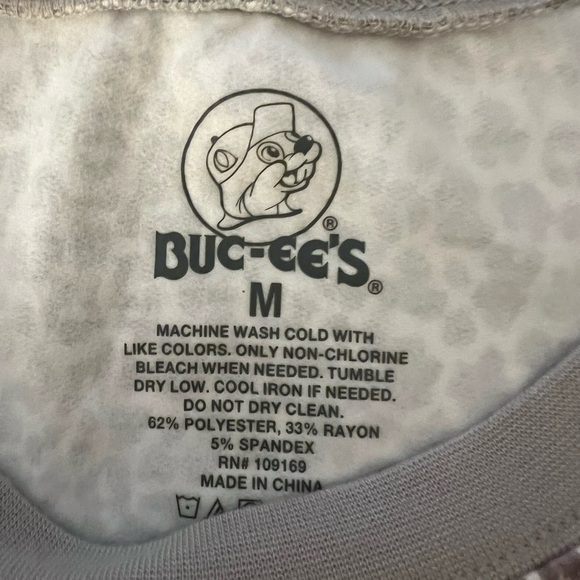 ®
BUC-EE'S®
M
MACHINE WASH COLD WITH
LIKE COLORS. ONLY NON-CHLORINE
BLEACH WHEN NEEDED. TUMBLE
DRY LOW. COOL IRON IF NEEDED.
DO NOT DRY CLEAN.
62% POLYESTER, 33% RAYON
5% SPANDEX
RN# 109169
MADE IN CHINA